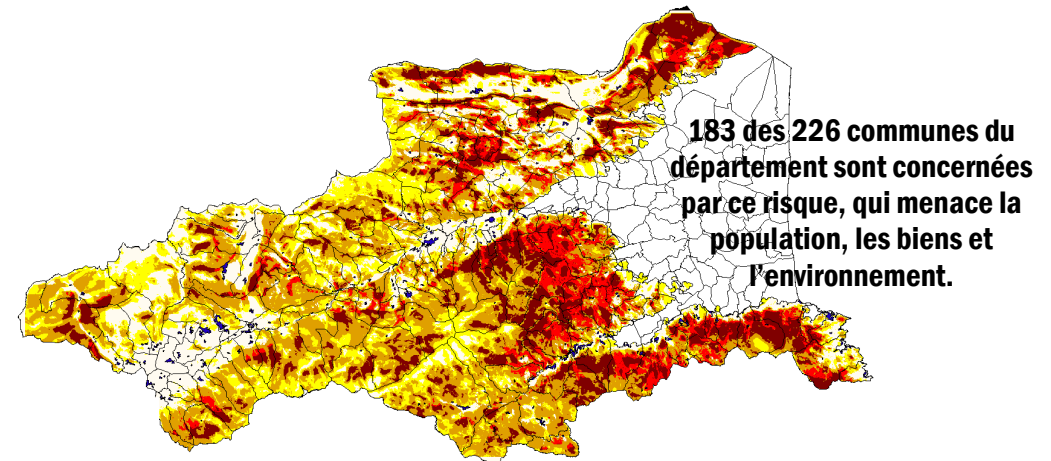 183 des 226 communes du
département sont concernées
par ce risque, qui menace la
population, les biens et
l'environnement.